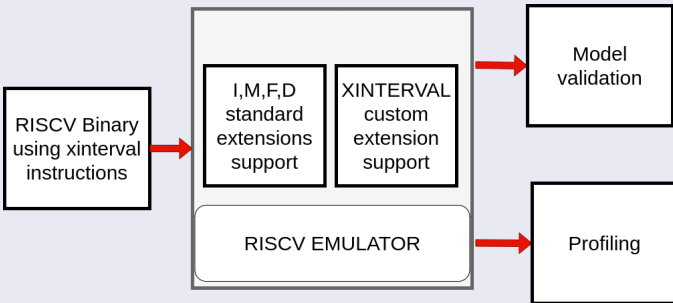 RISCV Binary
using xinterval
instructions
I,M,F,D
standard
extensions
support
XINTERVAL
custom
extension
support
RISCV EMULATOR
Model
validation
Profiling